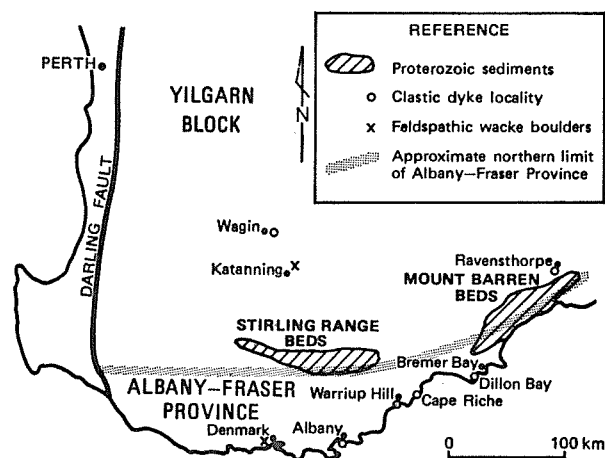 REFERENCE
Proterozoic sediments
Clastic dyke locality
Feldspathic wacke boulders
Approximate northern limit
of Albany—Fraser Province
PERTH
YILGARN
BLOCK
N
DARLING FAULT
Wagin
Katanning
Ravensthorpe
MOUNT BARREN
BEDS
STIRLING RANGE
BEDS
Bremer Bay
Dillon Bay
ALBANY—FRASER
PROVINCE
Warriup Hill
Cape Riche
Denmark
Albany
0 100 km